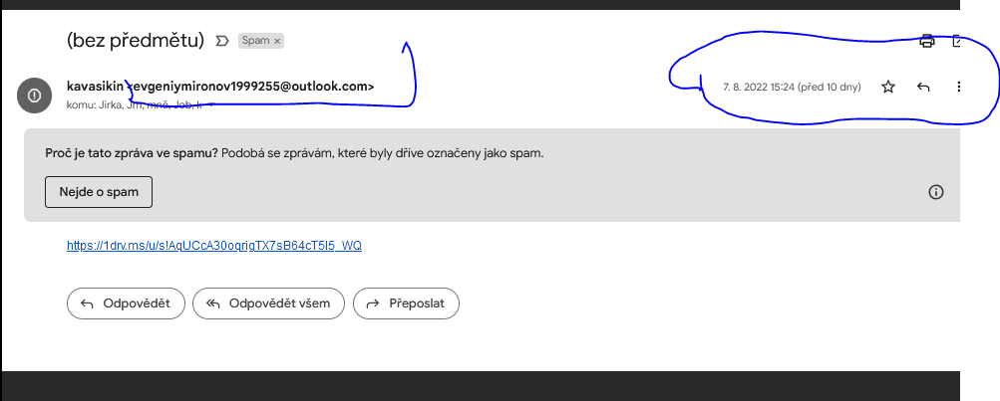 (bez předmětu) Spam ×
kavasikin <evgeniymironov1999255@outlook.com> 7. 8. 2022 15:24 (před 10 dny)
komu: Jirka, Jm, mně, Job, k
Proč je tato zpráva ve spamu? Podobá se zprávám, které byly dříve označeny jako spam.
Nejde o spam
https://1drv.ms/u/s!AqUCcA30oqrigTX7sB64cT5I5_WQ
Odpovědět Odpovědět všem Přeposlat